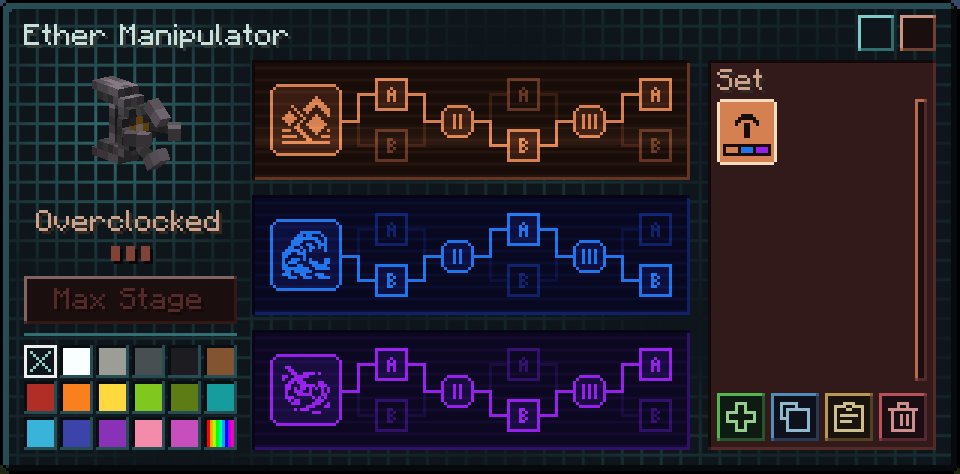 Ether Manipulator
Set
Overclocked
Max Stage
A II A III A
B B B
A II A III A
B B B
A II A III A
B B B